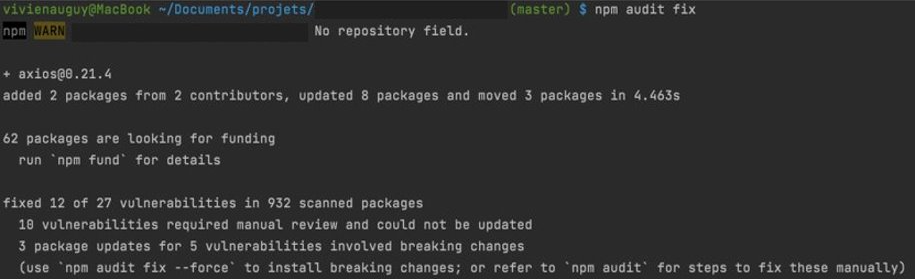 vivienauguy@MacBook ~/Documents/projets/ (master) $ npm audit fix
npm WARN No repository field.
+ axios@0.21.4
added 2 packages from 2 contributors, updated 8 packages and moved 3 packages in 4.463s
62 packages are looking for funding
run `npm fund` for details
fixed 12 of 27 vulnerabilities in 932 scanned packages
10 vulnerabilities required manual review and could not be updated
3 package updates for 5 vulnerabilities involved breaking changes
(use `npm audit fix --force` to install breaking changes; or refer to `npm audit` for steps to fix these manually)